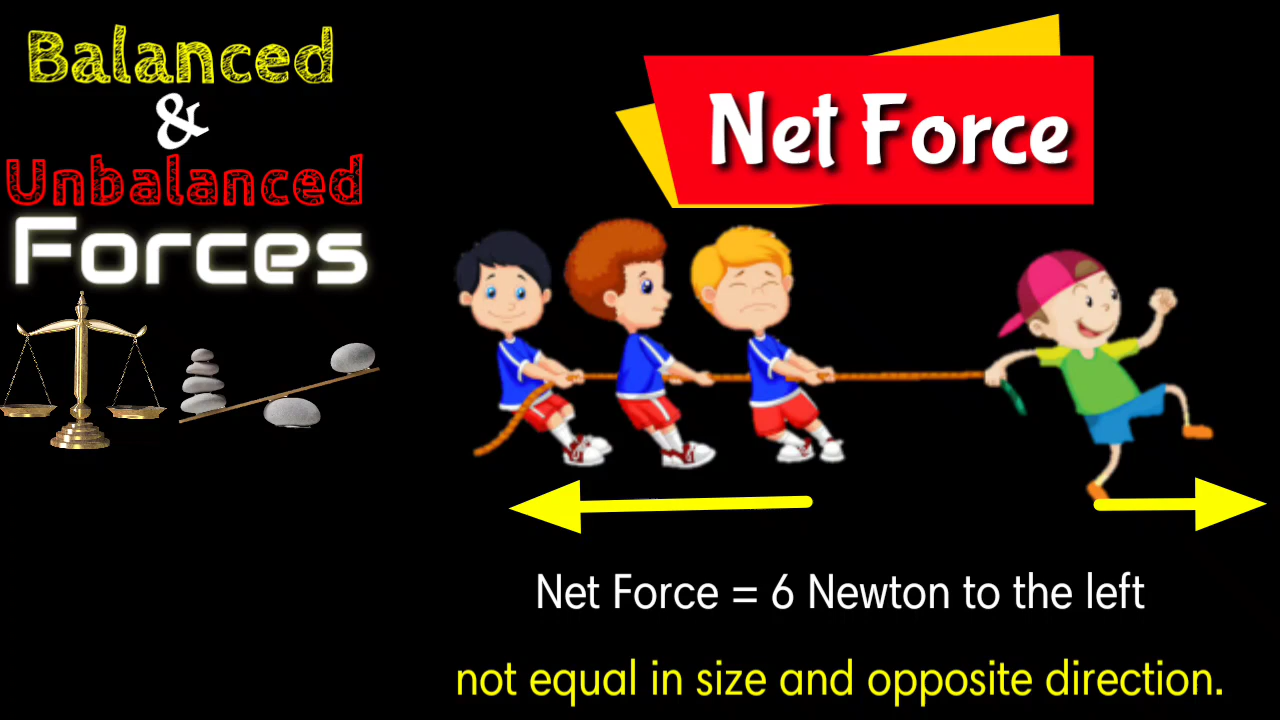 Balanced
&
Unbalanced
Forces
Net Force
Net Force = 6 Newton to the left
not equal in size and opposite direction.